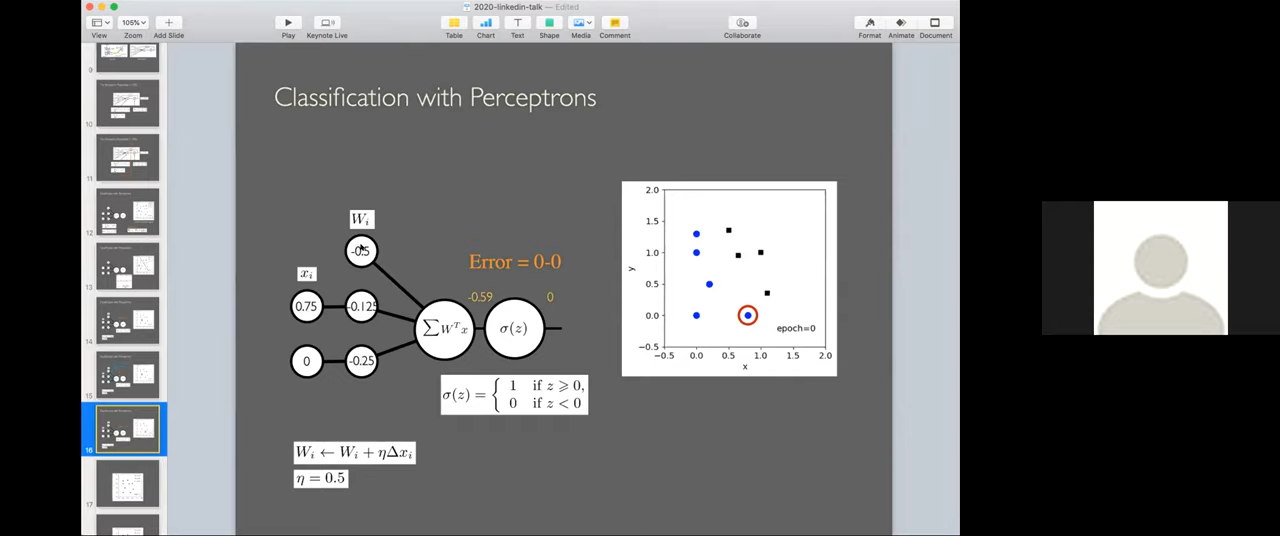 2020-linkedin-talk — Edited
105%
View
Zoom
Add Slide
Play
Keynote Live
Table
Chart
Text
Shape
Media
Comment
Collaborate
Format
Animate
Document
9
10
11
12
13
14
15
16
17
Classification with Perceptrons
W_i
-0.5
x_i
0.75
-0.125
0
-0.25
∑ W^T x
σ(z)
Error = 0-0
-0.59
0
σ(z) = { 1 if z ⩾ 0,
0 if z < 0
W_i ← W_i + ηΔx_i
η = 0.5
2.0
1.5
1.0
0.5
0.0
-0.5
y
-0.5 0.0 0.5 1.0 1.5 2.0
x
epoch=0